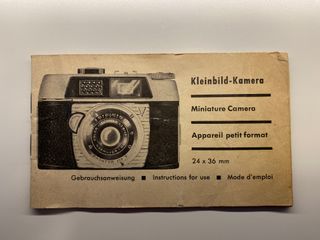 Kleinbild-Kamera
Miniature Camera
Appareil petit format
24 x 36 mm
Gebrauchsanweisung ■ Instructions for use ■ Mode d'emploi